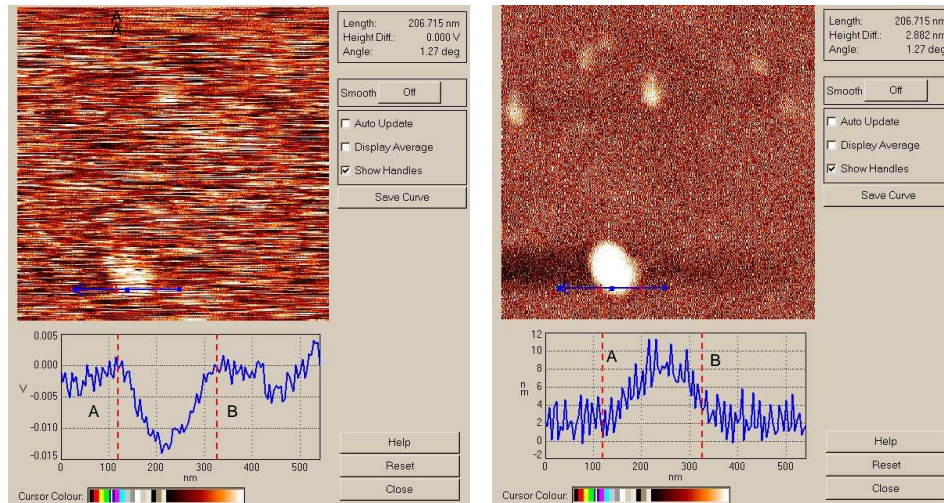 A
A
Length: 206.715 nm
Height Diff.: 0.000 V
Angle: 1.27 deg
Smooth Off
Auto Update
Display Average
Show Handles
Save Curve
0.005
0.000
-0.005
-0.010
-0.015
V
A
B
0 100 200 300 400 500
nm
Help
Reset
Close
Cursor Colour:
Length: 206.715 nm
Height Diff.: 2.882 nm
Angle: 1.27 deg
Smooth Off
Auto Update
Display Average
Show Handles
Save Curve
12
10
8
6
4
2
0
-2
nm
A
B
0 100 200 300 400 500
nm
Help
Reset
Close
Cursor Colour: